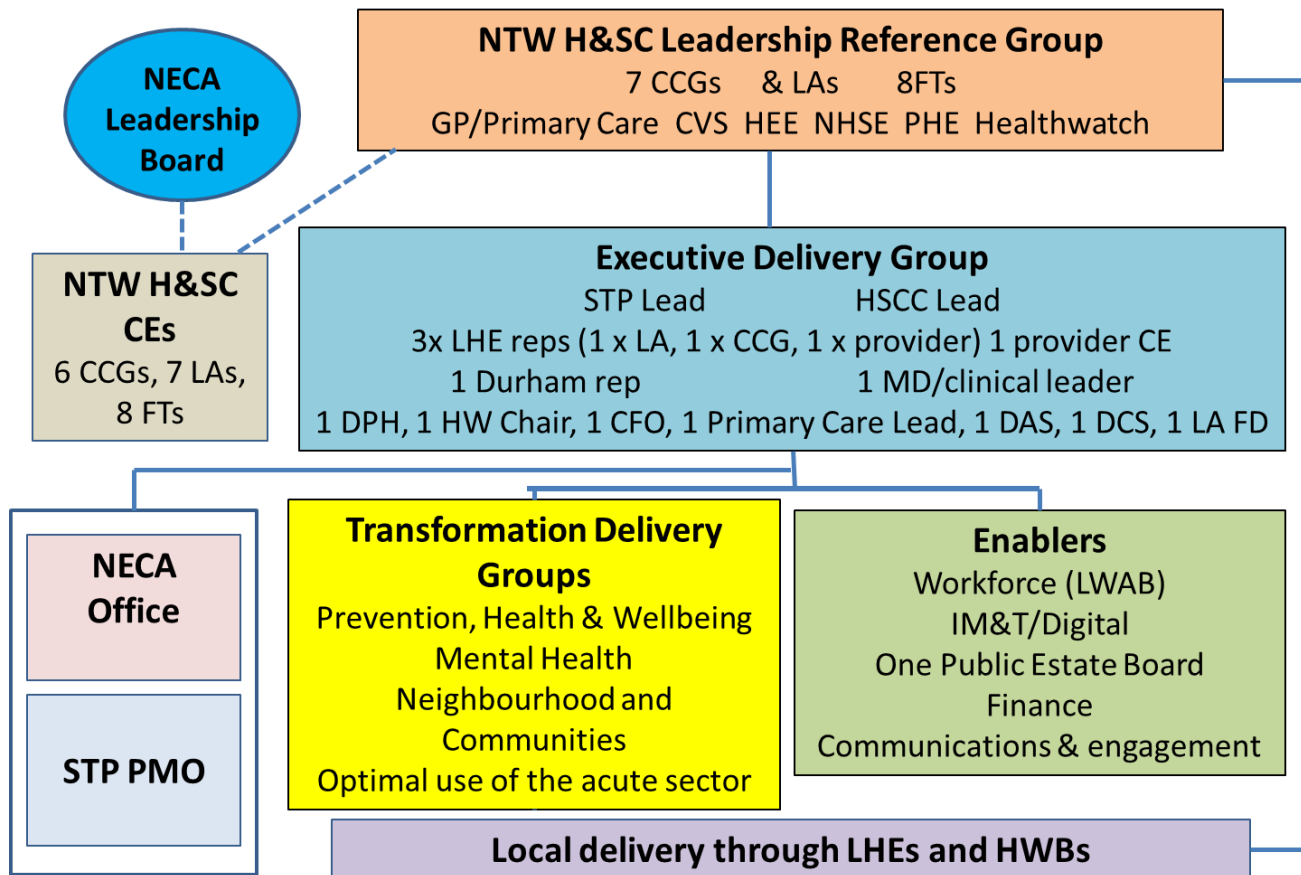 NTW H&SC Leadership Reference Group
7 CCGs & LAs 8FTs
GP/Primary Care CVS HEE NHSE PHE Healthwatch
NECA
Leadership
Board
NTW H&SC
CEs
6 CCGs, 7 LAs,
8 FTs
Executive Delivery Group
STP Lead HSCC Lead
3x LHE reps (1 x LA, 1 x CCG, 1 x provider) 1 provider CE
1 Durham rep 1 MD/clinical leader
1 DPH, 1 HW Chair, 1 CFO, 1 Primary Care Lead, 1 DAS, 1 DCS, 1 LA FD
NECA
Office
STP PMO
Transformation Delivery
Groups
Prevention, Health & Wellbeing
Mental Health
Neighbourhood and
Communities
Optimal use of the acute sector
Enablers
Workforce (LWAB)
IM&T/Digital
One Public Estate Board
Finance
Communications & engagement
Local delivery through LHEs and HWBs